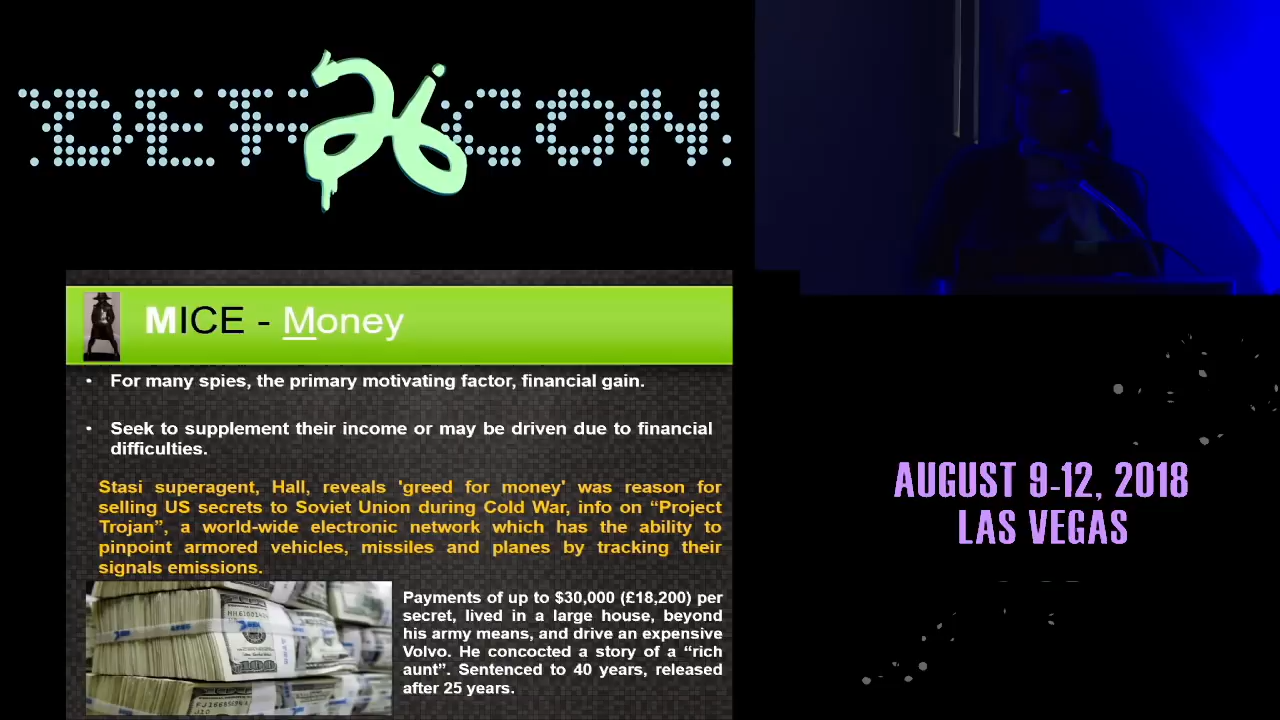 DEF 26 CON
MICE - Money
• For many spies, the primary motivating factor, financial gain.
• Seek to supplement their income or may be driven due to financial
difficulties.
Stasi superagent, Hall, reveals 'greed for money' was reason for
selling US secrets to Soviet Union during Cold War, info on “Project
Trojan”, a world-wide electronic network which has the ability to
pinpoint armored vehicles, missiles and planes by tracking their
signals emissions.
Payments of up to $30,000 (£18,200) per
secret, lived in a large house, beyond
his army means, and drive an expensive
Volvo. He concocted a story of a “rich
aunt”. Sentenced to 40 years, released
after 25 years.
AUGUST 9-12, 2018
LAS VEGAS